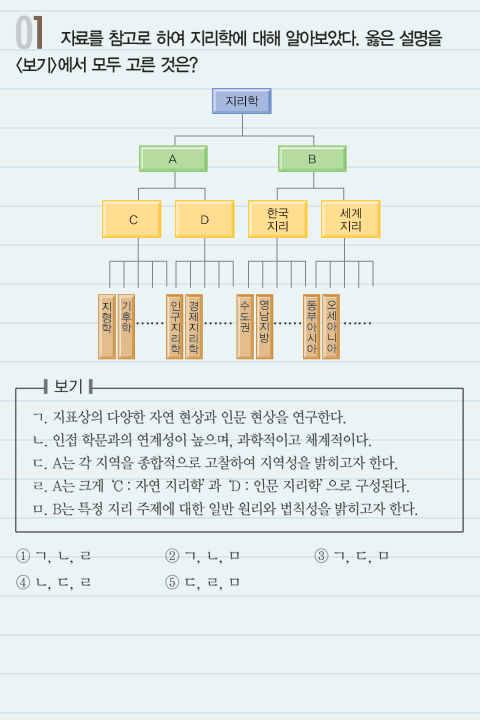 01 자료를 참고로 하여 지리학에 대해 알아보았다. 옳은 설명을
〈보기〉에서 모두 고른 것은?
지리학
A
B
C
D
한국 지리
세계 지리
지형학
기후학
인구지리학
경제지리학
수도권
영남지방
동부아시아
오세아니아
보기
ㄱ. 지표상의 다양한 자연 현상과 인문 현상을 연구한다.
ㄴ. 인접 학문과의 연계성이 높으며, 과학적이고 체계적이다.
ㄷ. A는 각 지역을 종합적으로 고찰하여 지역성을 밝히고자 한다.
ㄹ. A는 크게 ‘C : 자연 지리학’과 ‘D : 인문 지리학’으로 구성된다.
ㅁ. B는 특정 지리 주제에 대한 일반 원리와 법칙성을 밝히고자 한다.
① ㄱ, ㄴ, ㄹ ② ㄱ, ㄴ, ㅁ ③ ㄱ, ㄷ, ㅁ
④ ㄴ, ㄷ, ㄹ ⑤ ㄷ, ㄹ, ㅁ